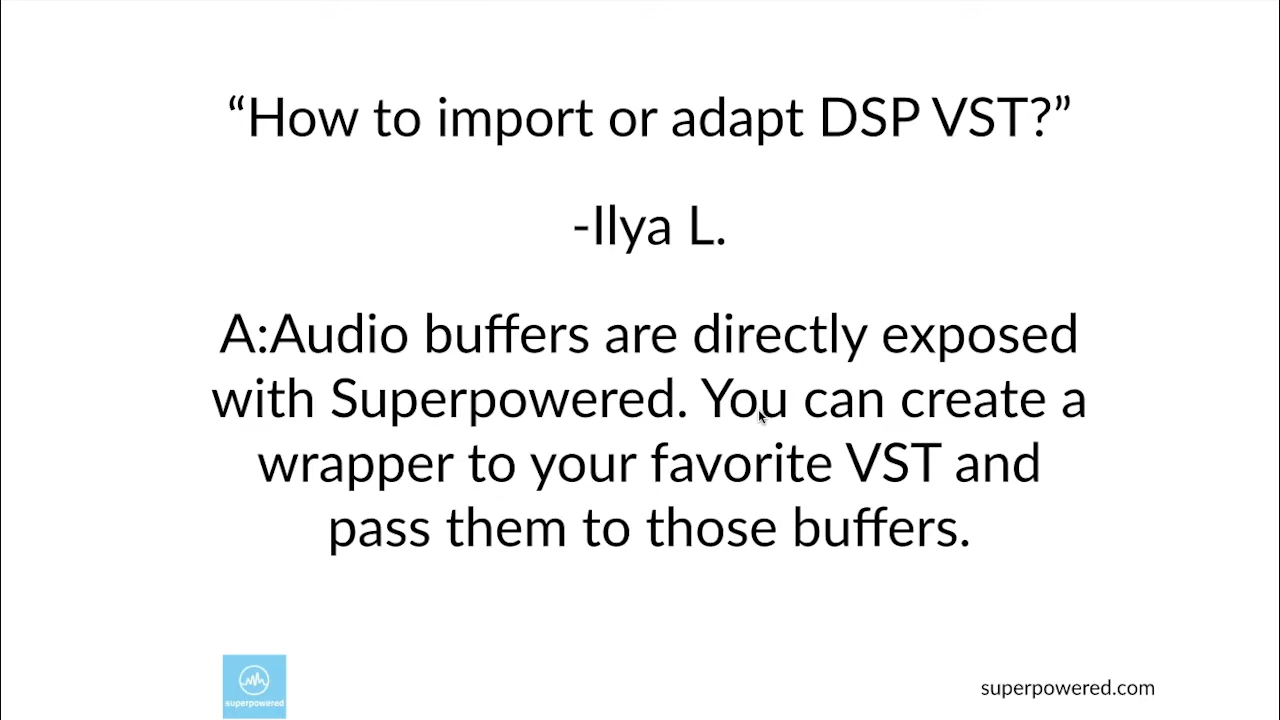 “How to import or adapt DSP VST?”
-Ilya L.
A:Audio buffers are directly exposed
with Superpowered. You can create a
wrapper to your favorite VST and
pass them to those buffers.
superpowered
superpowered.com